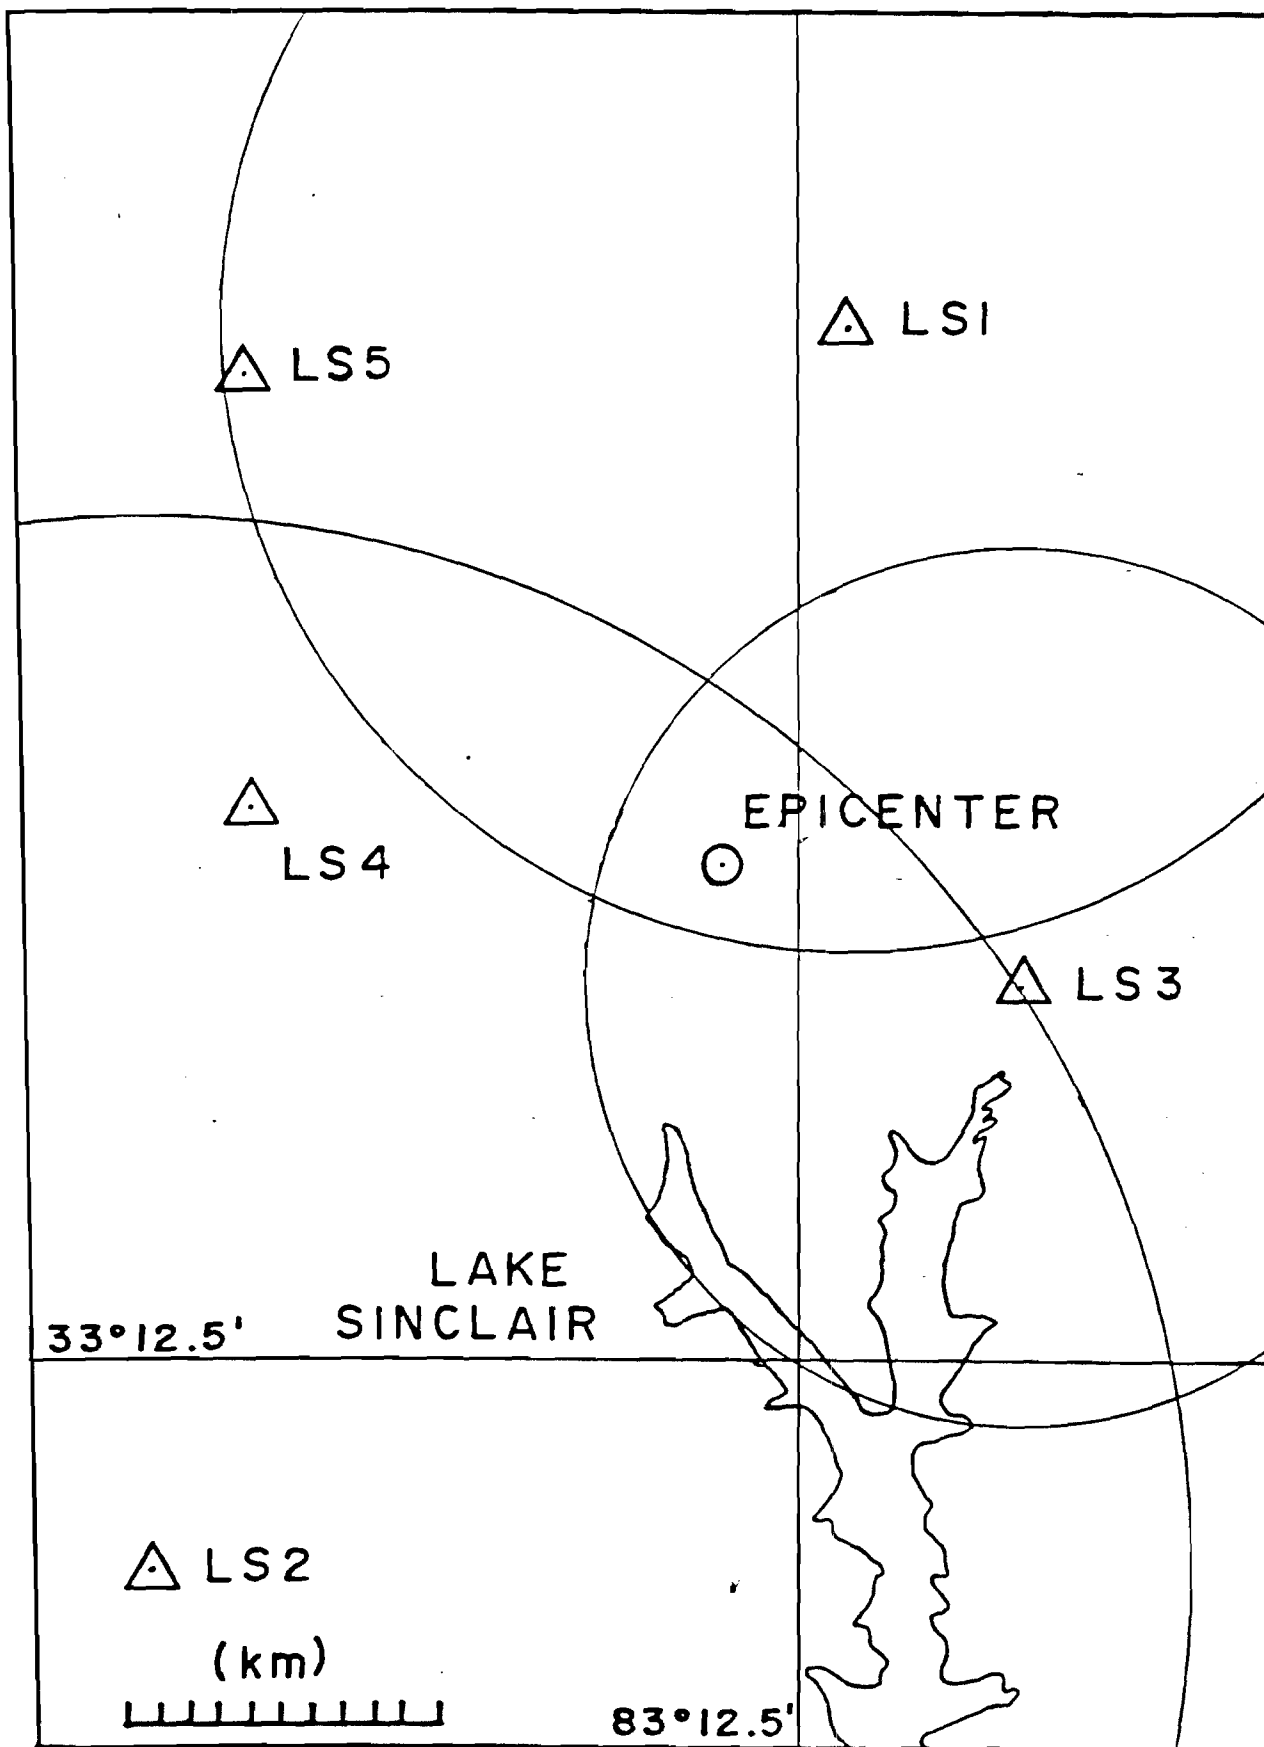 LS1
LS5
EPICENTER
LS4
LS3
LAKE
SINCLAIR
33°12.5'
LS2
(km)
83°12.5'